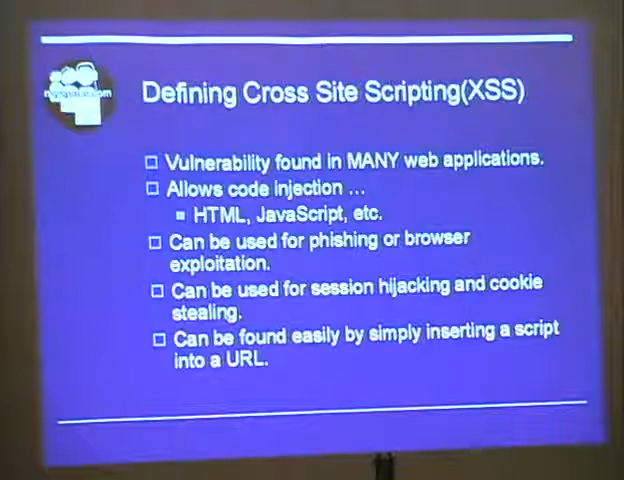 myspace.com
Defining Cross Site Scripting(XSS)
Vulnerability found in MANY web applications.
Allows code injection ...
HTML, JavaScript, etc.
Can be used for phishing or browser
exploitation.
Can be used for session hijacking and cookie
stealing.
Can be found easily by simply inserting a script
into a URL.